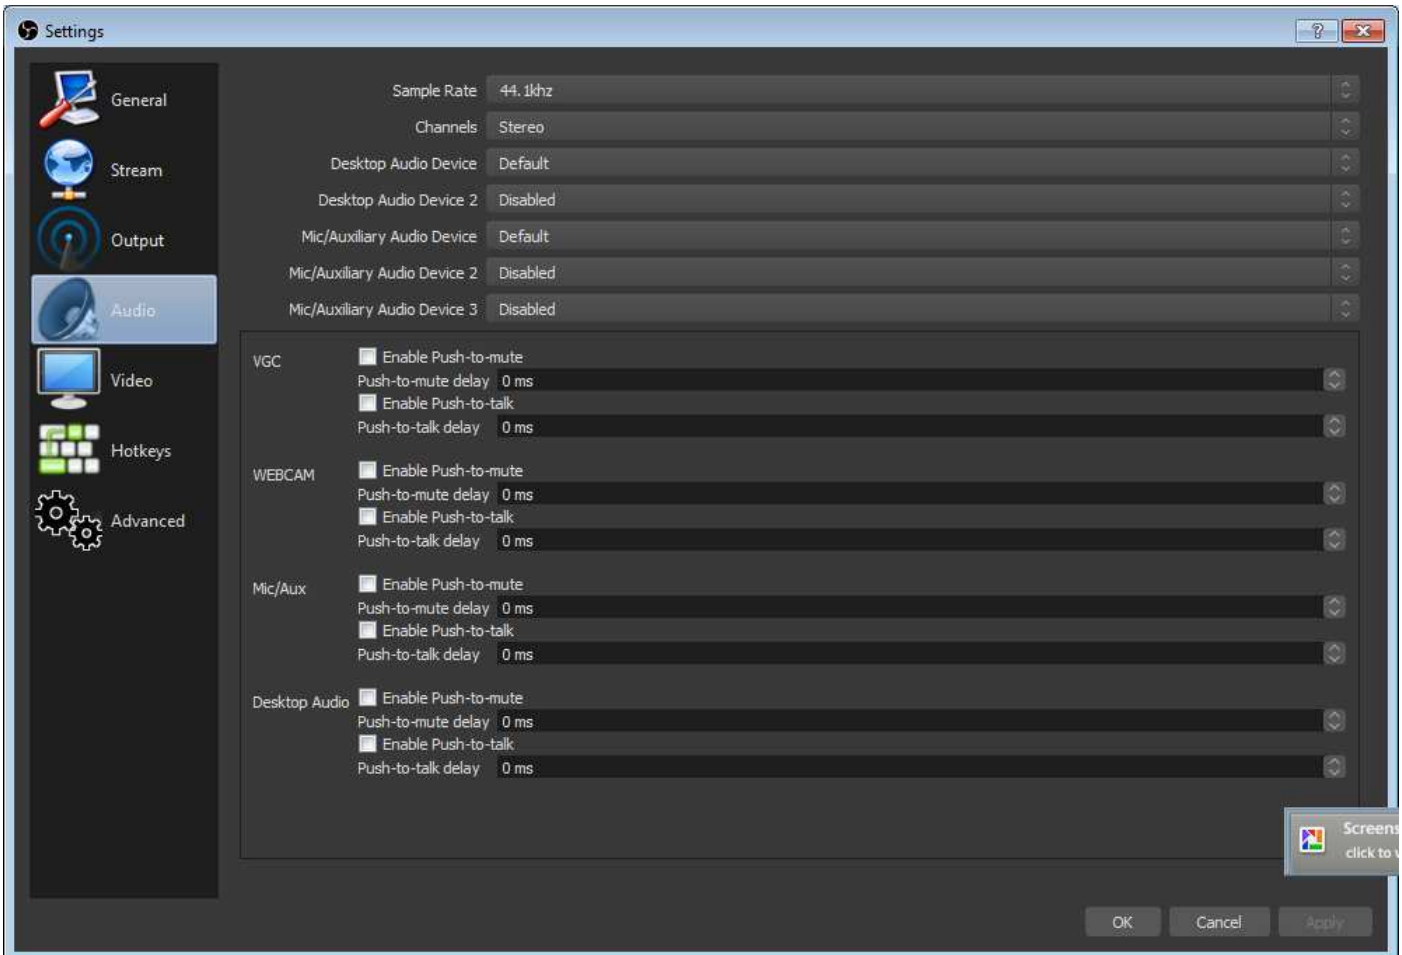 Settings
General
Stream
Output
Audio
Video
Hotkeys
Advanced
Sample Rate 44.1khz
Channels Stereo
Desktop Audio Device Default
Desktop Audio Device 2 Disabled
Mic/Auxiliary Audio Device Default
Mic/Auxiliary Audio Device 2 Disabled
Mic/Auxiliary Audio Device 3 Disabled
VGC
Enable Push-to-mute
Push-to-mute delay 0 ms
Enable Push-to-talk
Push-to-talk delay 0 ms
WEBCAM
Enable Push-to-mute
Push-to-mute delay 0 ms
Enable Push-to-talk
Push-to-talk delay 0 ms
Mic/Aux
Enable Push-to-mute
Push-to-mute delay 0 ms
Enable Push-to-talk
Push-to-talk delay 0 ms
Desktop Audio
Enable Push-to-mute
Push-to-mute delay 0 ms
Enable Push-to-talk
Push-to-talk delay 0 ms
Screens
click to
OK Cancel Apply